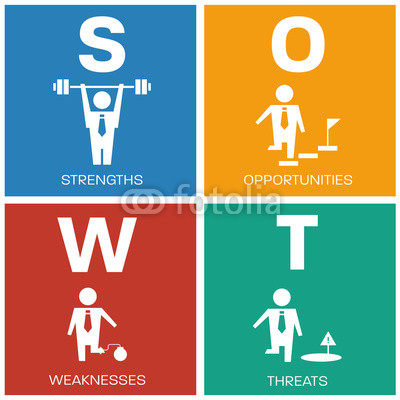 S
STRENGTHS
O
OPPORTUNITIES
fotolia
W
WEAKNESSES
T
!
THREATS